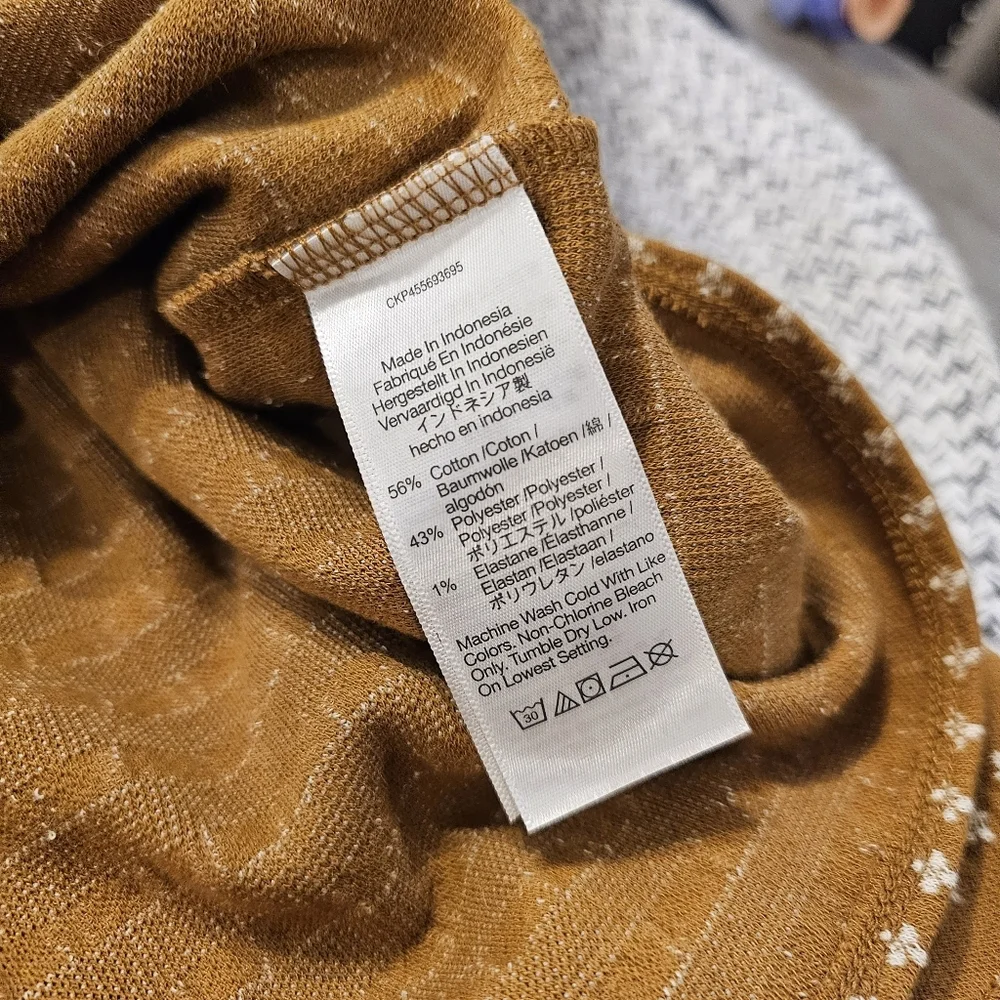 CKP455693695
Made In Indonesia
Fabriqué En Indonésie
Hergestellt In Indonesien
Vervaardigd In Indonesië
インドネシア製
hecho en indonesia
56% Cotton /Coton /
Baumwolle /Katoen /綿 /
algodón
43% Polyester /Polyester /
Polyester /Polyester /
ポリエステル /poliéster
1% Elastane /Elasthanne /
Elastan /Elastaan /
ポリウレタン /elastano
Machine Wash Cold With Like
Colors. Non-Chlorine Bleach
Only. Tumble Dry Low. Iron
On Lowest Setting.
30